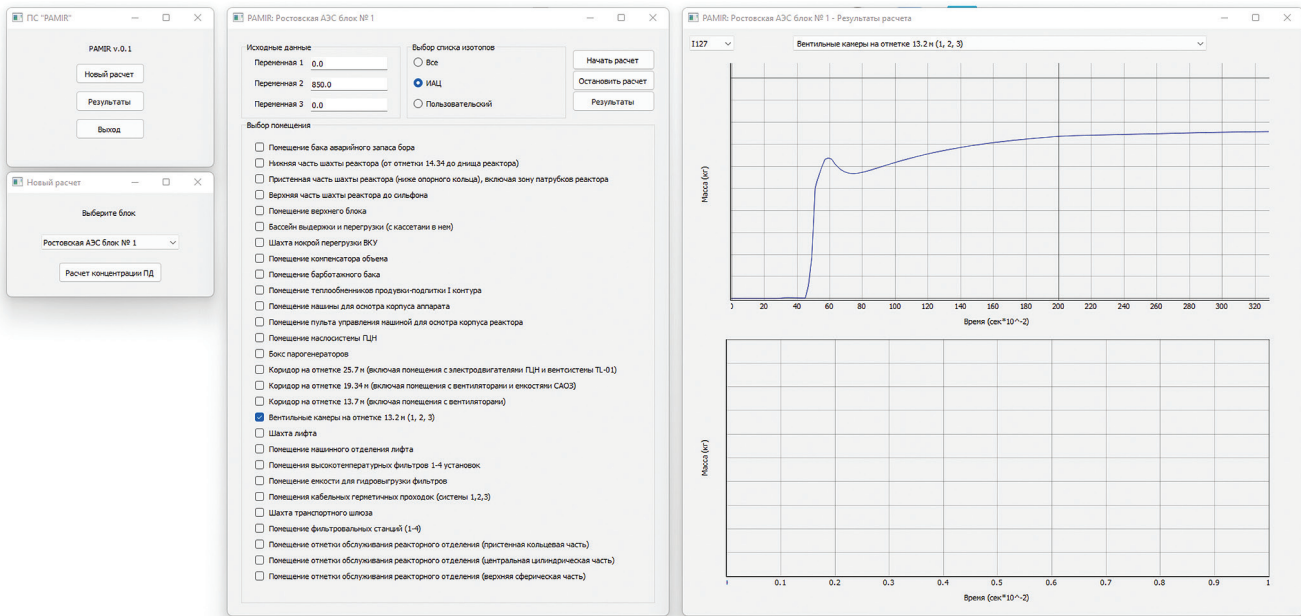 ПС "PAMIR"
PAMIR v.0.1
Новый расчет
Результаты
Выход
Новый расчет
Выберите блок
Ростовская АЭС блок № 1
Расчет концентрации ПД
PAMIR: Ростовская АЭС блок № 1
Исходные данные
Переменная 1 0.0
Переменная 2 850.0
Переменная 3 0.0
Выбор списка изотопов
Все
ИАЦ
Пользовательский
Начать расчет
Остановить расчет
Результаты
Выбор помещения
Помещение бака аварийного запаса бора
Нижняя часть шахты реактора (от отметки 14.34 до днища реактора)
Пристенная часть шахты реактора (ниже опорного кольца), включая зону патрубков реактора
Верхняя часть шахты реактора до сильфона
Помещение верхнего блока
Бассейн выдержки и перегрузки (с кассетами в нем)
Шахта мокрой перегрузки ВКУ
Помещение компенсатора объема
Помещение барботажного бака
Помещение теплообменников продувки-подпитки I контура
Помещение машины для осмотра корпуса аппарата
Помещение пульта управления машиной для осмотра корпуса реактора
Помещение маслосистемы ГЦН
Бокс парогенераторов
Коридор на отметке 25.7 м (включая помещения с электродвигателями ГЦН и вентсистемы TL-01)
Коридор на отметке 19.34 м (включая помещения с вентиляторами и емкостями САОЗ)
Коридор на отметке 13.7 м (включая помещения с вентиляторами)
Вентильные камеры на отметке 13.2 м (1, 2, 3)
Шахта лифта
Помещение машинного отделения лифта
Помещения высокотемпературных фильтров 1-4 установок
Помещение емкости для гидровыгрузки фильтров
Помещения кабельных герметичных проходок (системы 1,2,3)
Шахта транспортного шлюза
Помещение фильтровальных станций (1-4)
Помещение отметки обслуживания реакторного отделения (пристенная кольцевая часть)
Помещение отметки обслуживания реакторного отделения (центральная цилиндрическая часть)
Помещение отметки обслуживания реакторного отделения (верхняя сферическая часть)
PAMIR: Ростовская АЭС блок № 1 - Результаты расчета
I127
Вентильные камеры на отметке 13.2 м (1, 2, 3)
Масса (кг)
20 40 60 80 100 120 140 160 180 200 220 240 260 280 300 320
Время (сек*10^-2)
Масса (кг)
0.1 0.2 0.3 0.4 0.5 0.6 0.7 0.8 0.9 1
Время (сек*10^-2)